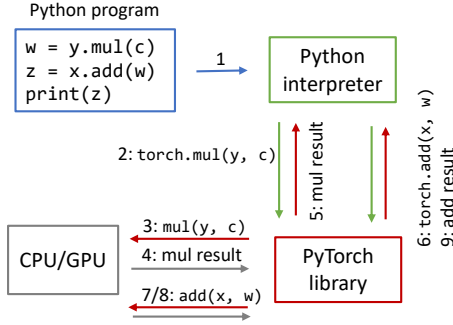 Python program
w = y.mul(c)
z = x.add(w)
print(z)
1
Python
interpreter
2: torch.mul(y, c)
5: mul result
6: torch.add(x, w)
9: add result
3: mul(y, c)
4: mul result
CPU/GPU
PyTorch
library
7/8: add(x, w)